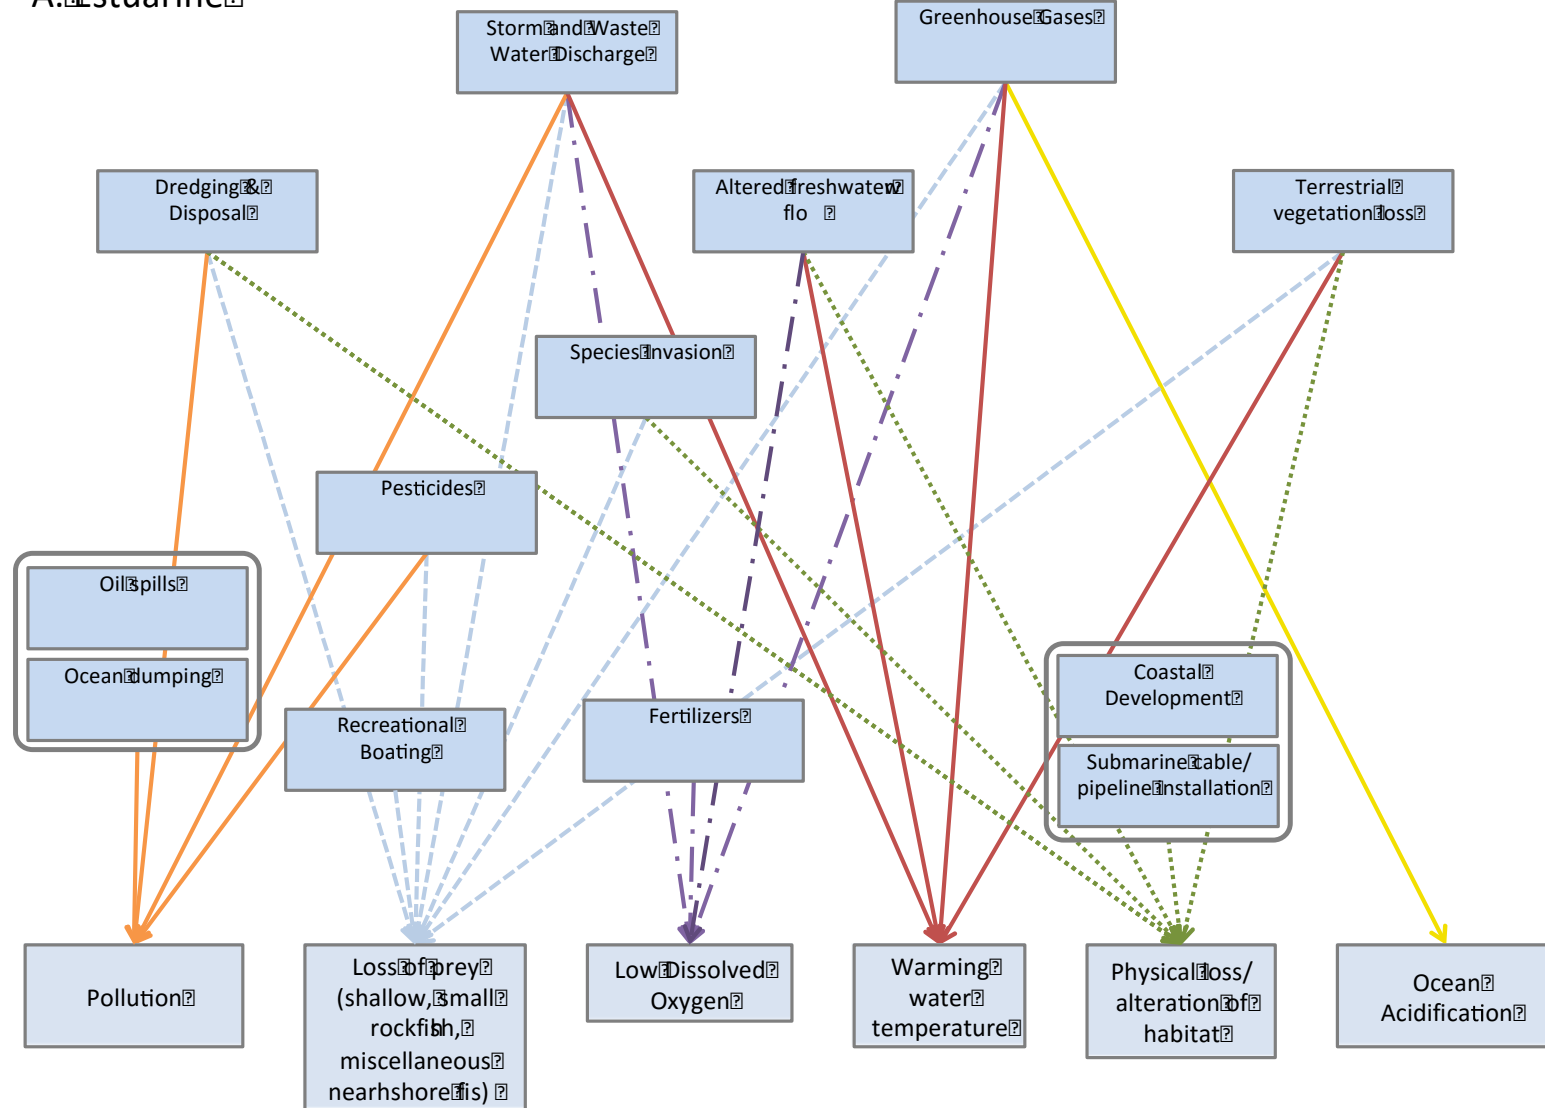 A. Estuarine
Storm and Waste
Water Discharge
Greenhouse Gases
Dredging &
Disposal
Altered freshwaterw
flo
Terrestrial
vegetation loss
Species Invasion
Pesticides
Oil spills
Ocean dumping
Recreational
Boating
Fertilizers
Coastal
Development
Submarine cable/
pipeline installation
Pollution
Loss of prey
(shallow, small
rockfish,
miscellaneous
nearhshore fis)
Low Dissolved
Oxygen
Warming
water
temperature
Physical loss/
alteration of
habitat
Ocean
Acidification